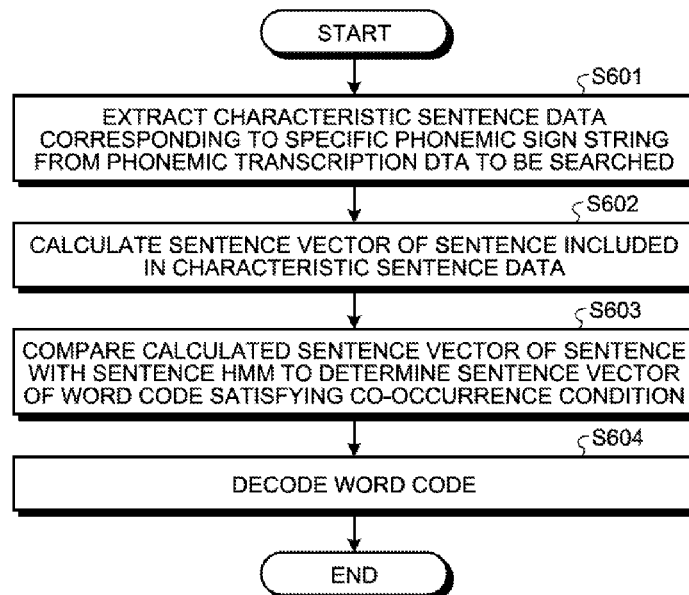 START
S601
EXTRACT CHARACTERISTIC SENTENCE DATA
CORRESPONDING TO SPECIFIC PHONEMIC SIGN STRING
FROM PHONEMIC TRANSCRIPTION DTA TO BE SEARCHED
S602
CALCULATE SENTENCE VECTOR OF SENTENCE INCLUDED
IN CHARACTERISTIC SENTENCE DATA
S603
COMPARE CALCULATED SENTENCE VECTOR OF SENTENCE
WITH SENTENCE HMM TO DETERMINE SENTENCE VECTOR
OF WORD CODE SATISFYING CO-OCCURRENCE CONDITION
S604
DECODE WORD CODE
END